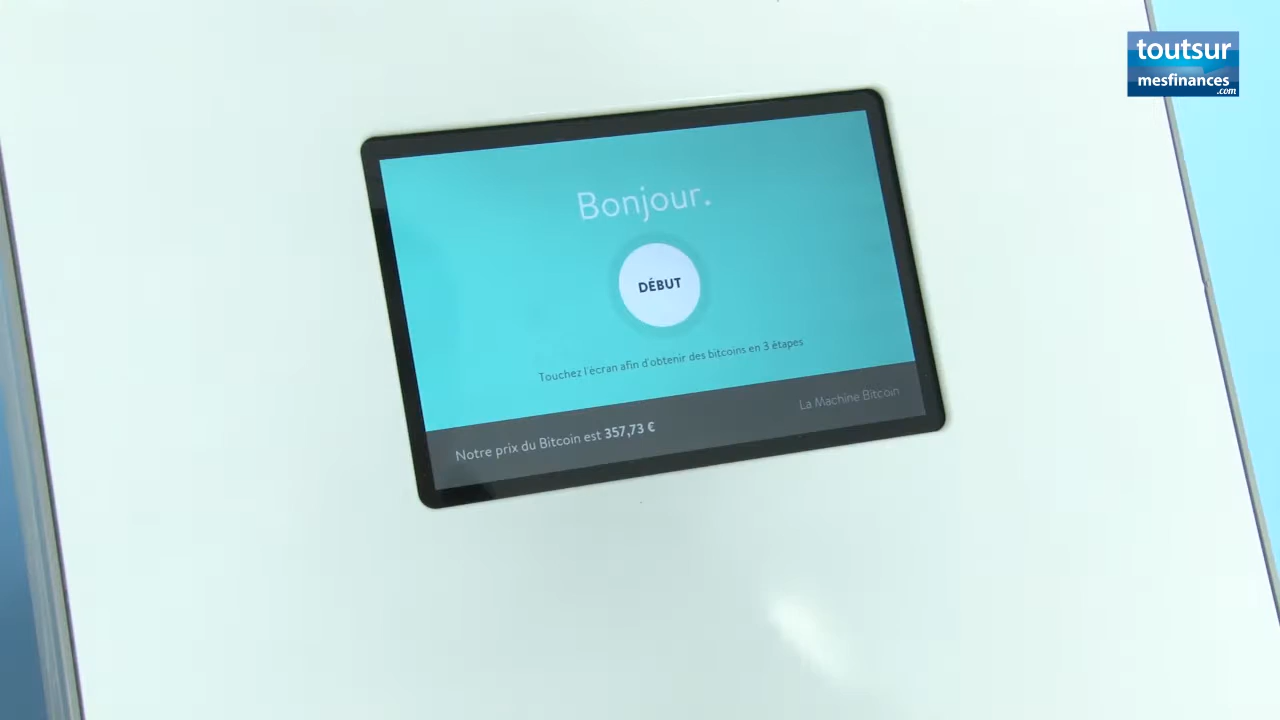 toutsur
mesfinances
.com
Bonjour.
DÉBUT
Touchez l'écran afin d'obtenir des bitcoins en 3 étapes
Notre prix du Bitcoin est 357,73 €
La Machine Bitcoin